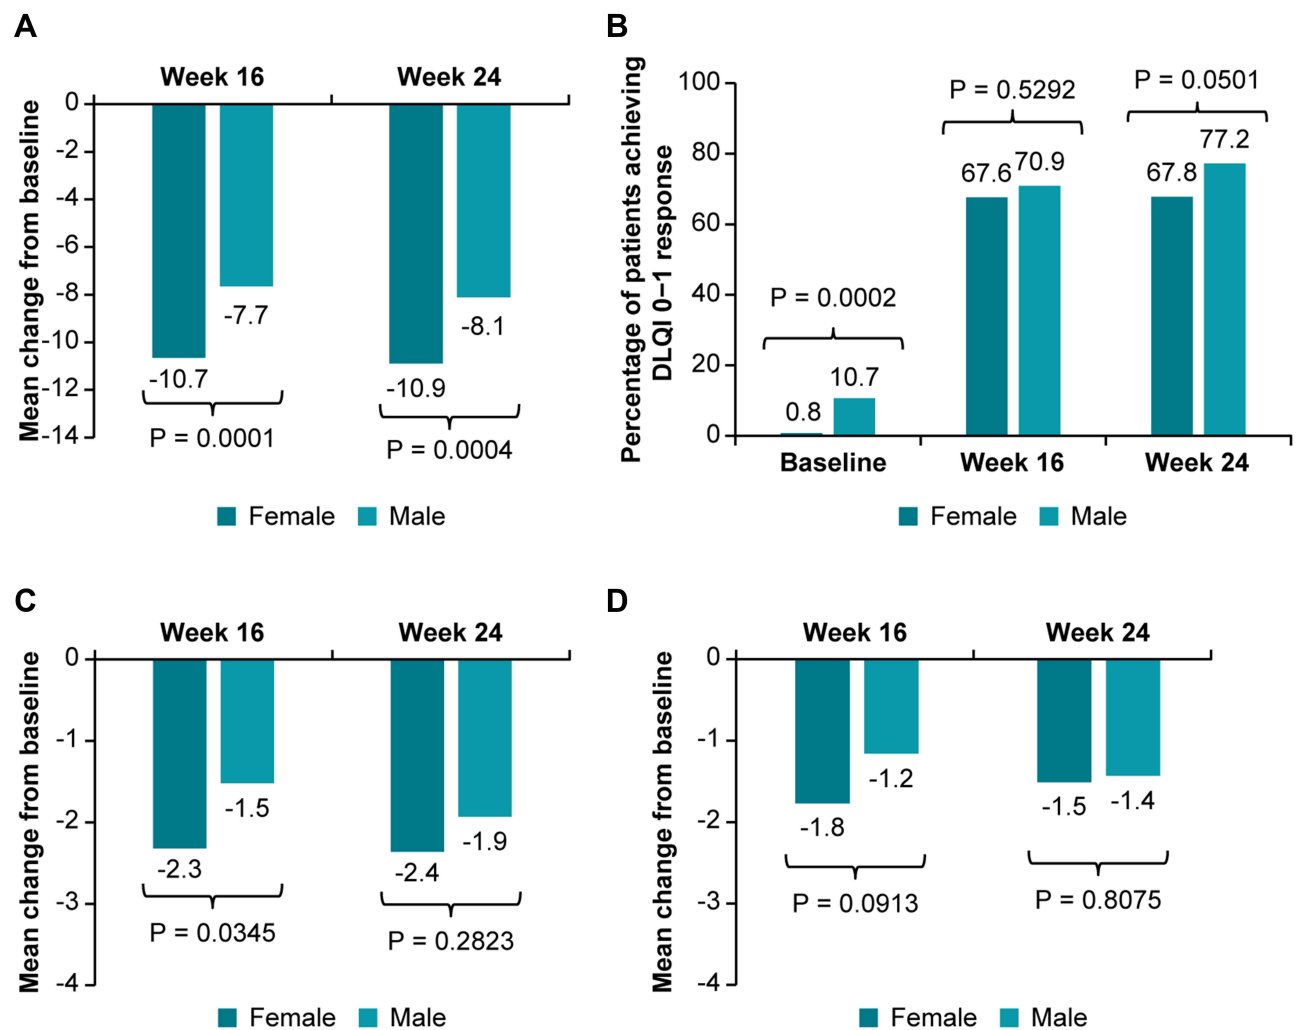 A
Week 16 Week 24
Mean change from baseline
0
-2
-4
-6
-8
-10
-12
-14
-10.7
-7.7
-10.9
-8.1
P = 0.0001
P = 0.0004
Female Male
B
Percentage of patients achieving
DLQI 0–1 response
100
80
60
40
20
0
P = 0.0002
0.8
10.7
P = 0.5292
67.6
70.9
P = 0.0501
67.8
77.2
Baseline Week 16 Week 24
Female Male
C
Week 16 Week 24
Mean change from baseline
0
-1
-2
-3
-4
-2.3
-1.5
-2.4
-1.9
P = 0.0345
P = 0.2823
Female Male
D
Week 16 Week 24
Mean change from baseline
0
-1
-2
-3
-4
-1.8
-1.2
-1.5
-1.4
P = 0.0913
P = 0.8075
Female Male